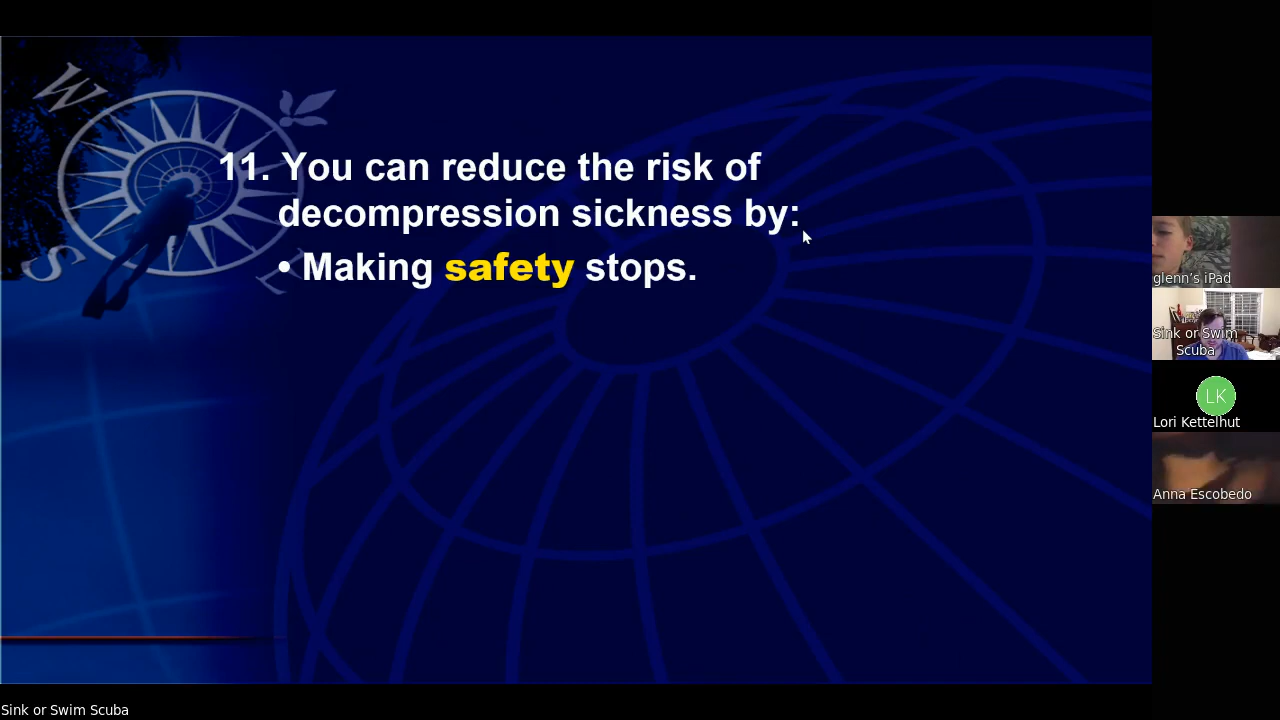 W
S
11. You can reduce the risk of
decompression sickness by:
• Making safety stops.
glenn's iPad
Sink or Swim
Scuba
LK
Lori Kettelhut
Anna Escobedo
Sink or Swim Scuba